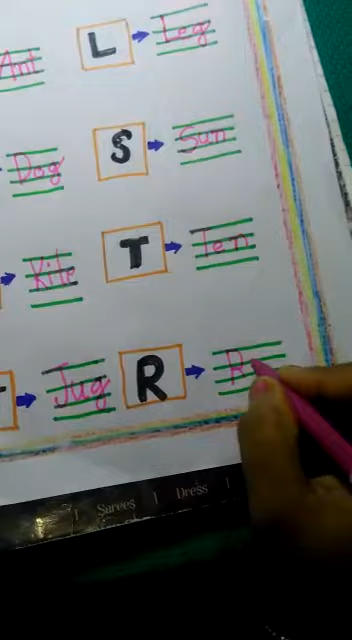 Ant L Leg
Dog S Sun
Kite T Ten
Jug R R
Sarees | Dress |